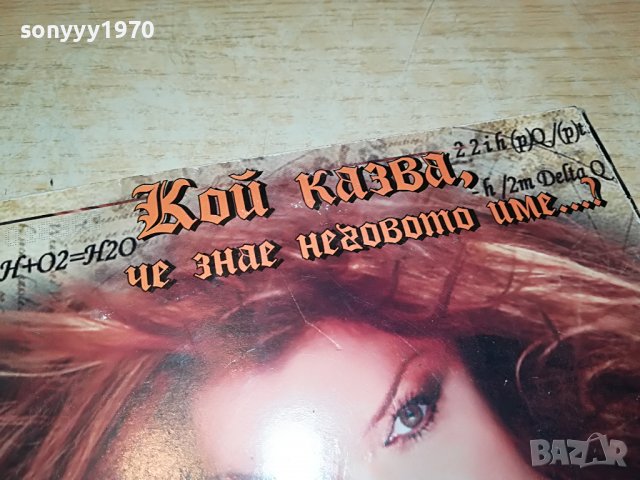 sonyyy1970
Кой казва,
че знае неговото име....?
2 2 i h (p)Q/(p)t
h /2m Delta Q
H+O2=H2O
BAZAR